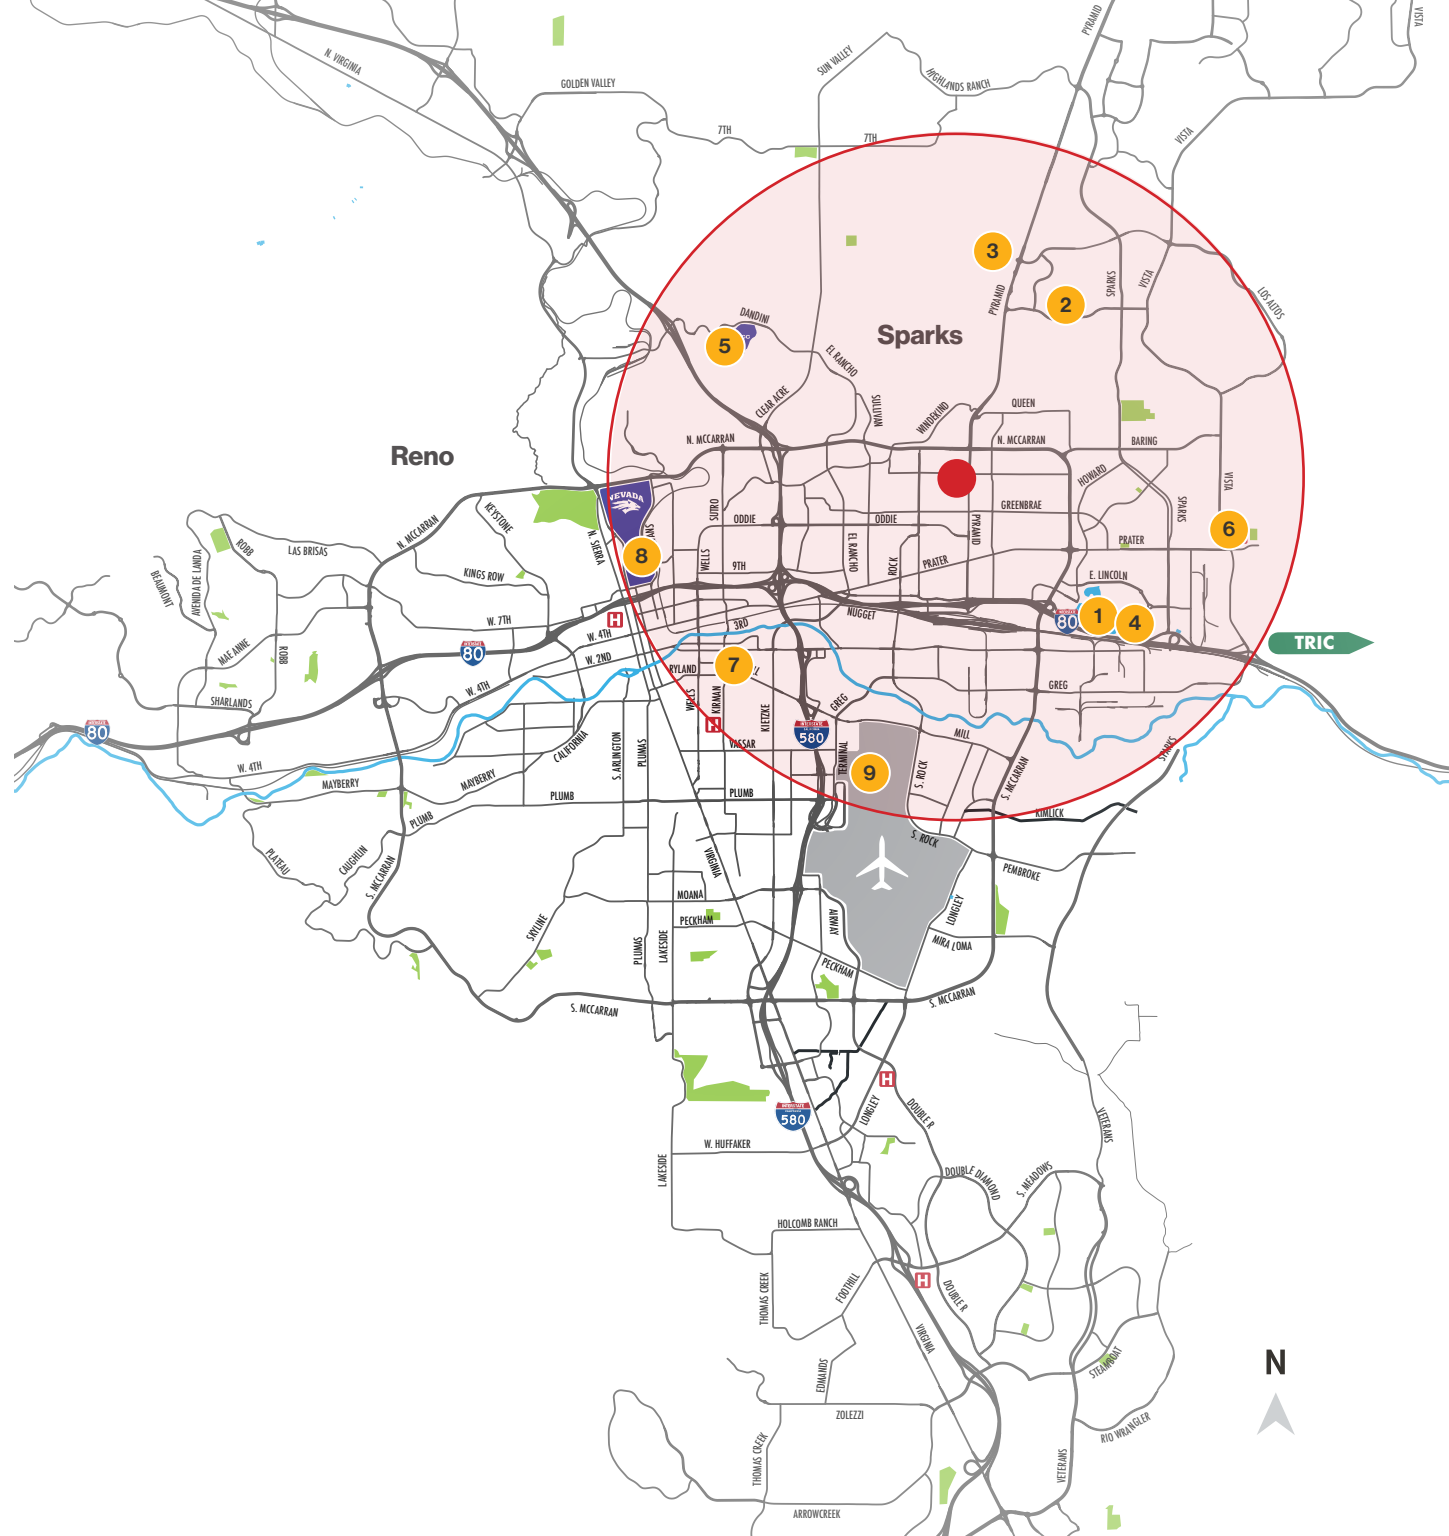 PYRAMID
VISTA
N. VIRGINIA
SUN VALLEY
HIGHLANDS RANCH
GOLDEN VALLEY
7TH
7TH
VISTA
3
2
PYRAMID
SPARKS
VISTA
LOS ALTOS
DANDINI
5
Sparks
EL RANCHO
CLEAR ACRE
SULLIVAN
WINDEKIND
QUEEN
N. MCCARRAN
N. MCCARRAN
BARING
Reno
HOWARD
VISTA
NEVADA
SUTRO
GREENBRAE
SPARKS
KEYSTONE
N. MCCARRAN
ODDIE
ODDIE
PYRAMID
6
N. SIERRA
EL RANCHO
ROCK
PRATER
PRATER
ROBB
LAS BRISAS
8
WELLS
9TH
E. LINCOLN
KINGS ROW
BEAUMONT
AVENIDA DE LANDA
NUGGET
INTERSTATE
80
1
4
W. 7TH
H
3RD
W. 4TH
TRIC
INTERSTATE
80
W. 2ND
MAE ANNE
ROBB
7
RYLAND
GREG
W. 4TH
WELLS
KIRMAN
SHARLANDS
KIETZKE
GREG
H
INTERSTATE
80
INTERSTATE
580
MILL
CALIFORNIA
S. ARLINGTON
PLUMAS
VASSAR
TERMINAL
9
S. ROCK
S. MCCARRAN
SPARKS
W. 4TH
MAYBERRY
MAYBERRY
PLUMB
PLUMB
PLUMB
KIMLICK
S. ROCK
PLATEAU
CAUGHLIN
S. MCCARRAN
VIRGINIA
PEMBROKE
MOANA
PECKHAM
AIRWAY
LONGLEY
SKYLINE
PLUMAS
LAKESIDE
MIRA LOMA
PECKHAM
S. MCCARRAN
S. MCCARRAN
H
LONGLEY
DOUBLE R
INTERSTATE
580
VETERANS
W. HUFFAKER
LAKESIDE
DOUBLE DIAMOND
S. MEADOWS
HOLCOMB RANCH
H
THOMAS CREEK
FOOTHILL
DOUBLE R
VIRGINIA
N
EDMANDS
STEAMBOAT
ZOLEZZI
RIO WRANGLER
THOMAS CREEK
VETERANS
ARROWCREEK